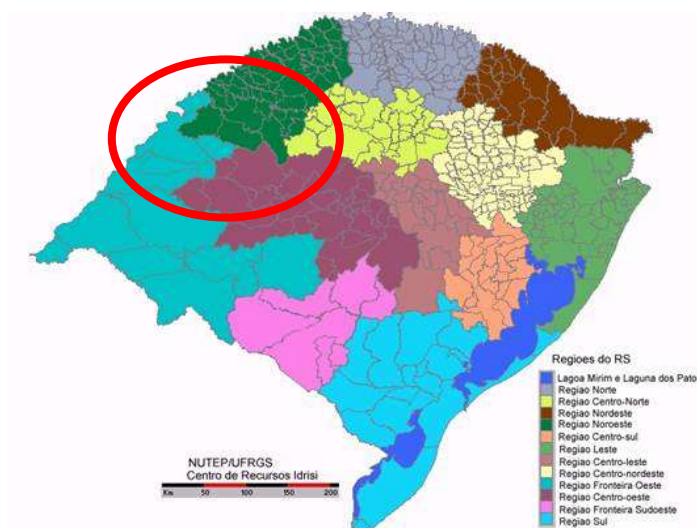 Regioes do RS
Lagoa Mirim e Laguna dos Pato
Regiao Norte
Regiao Centro-Norte
Regiao Nordeste
Regiao Noroeste
Regiao Centro-sul
Regiao Leste
Regiao Centro-leste
Regiao Centro-nordeste
Regiao Fronteira Oeste
Regiao Centro-oeste
Regiao Fronteira Sudoeste
Regiao Sul
NUTEP/UFRGS
Centro de Recursos Idrisi
Km 50 100 150 200